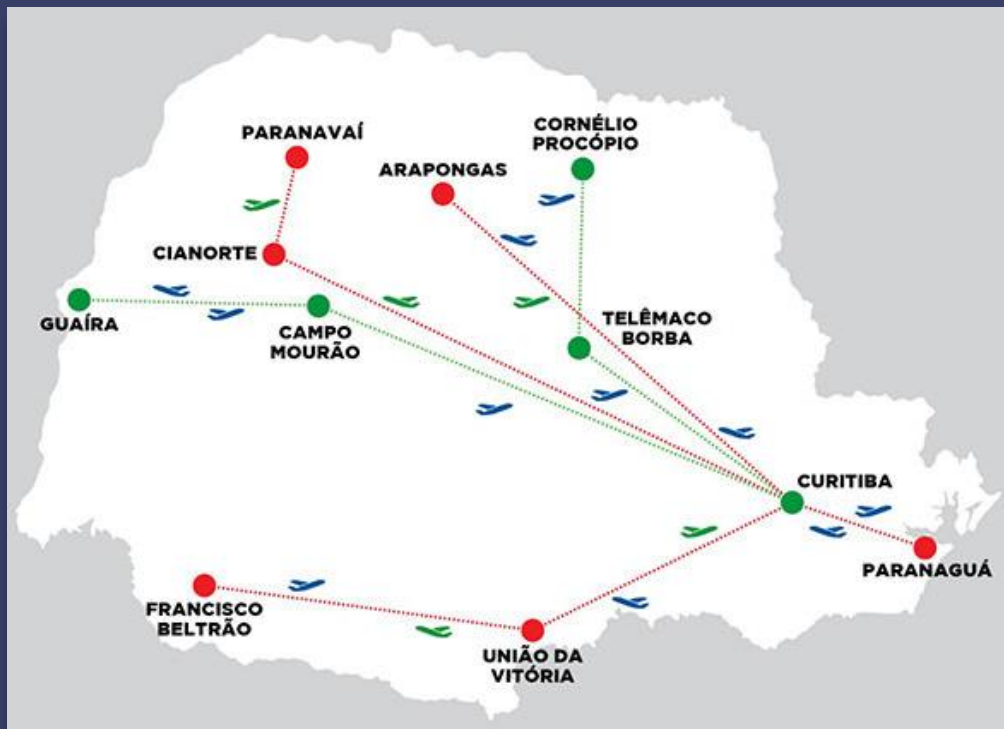 PARANAVAÍ
CORNÉLIO
PROCÓPIO
ARAPONGAS
CIANORTE
GUAÍRA
CAMPO
MOURÃO
TELÊMACO
BORBA
CURITIBA
PARANAGUÁ
FRANCISCO
BELTRÃO
UNIÃO DA
VITÓRIA